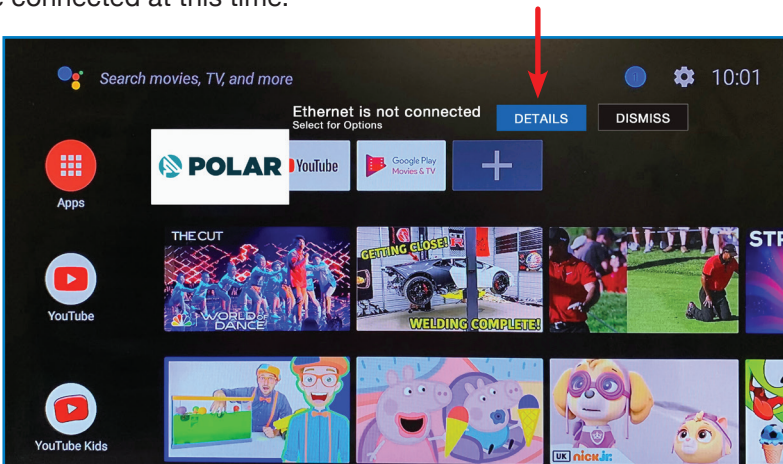 e connected at this time.
Search movies, TV, and more
10:01
Ethernet is not connected
Select for Options
DETAILS
DISMISS
POLAR
YouTube
Google Play
Movies & TV
Apps
THE CUT
WORLD OF
DANCE
GETTING CLOSE!
WELDING COMPLETE!
STR
YouTube
UK nick Jr.
YouTube Kids